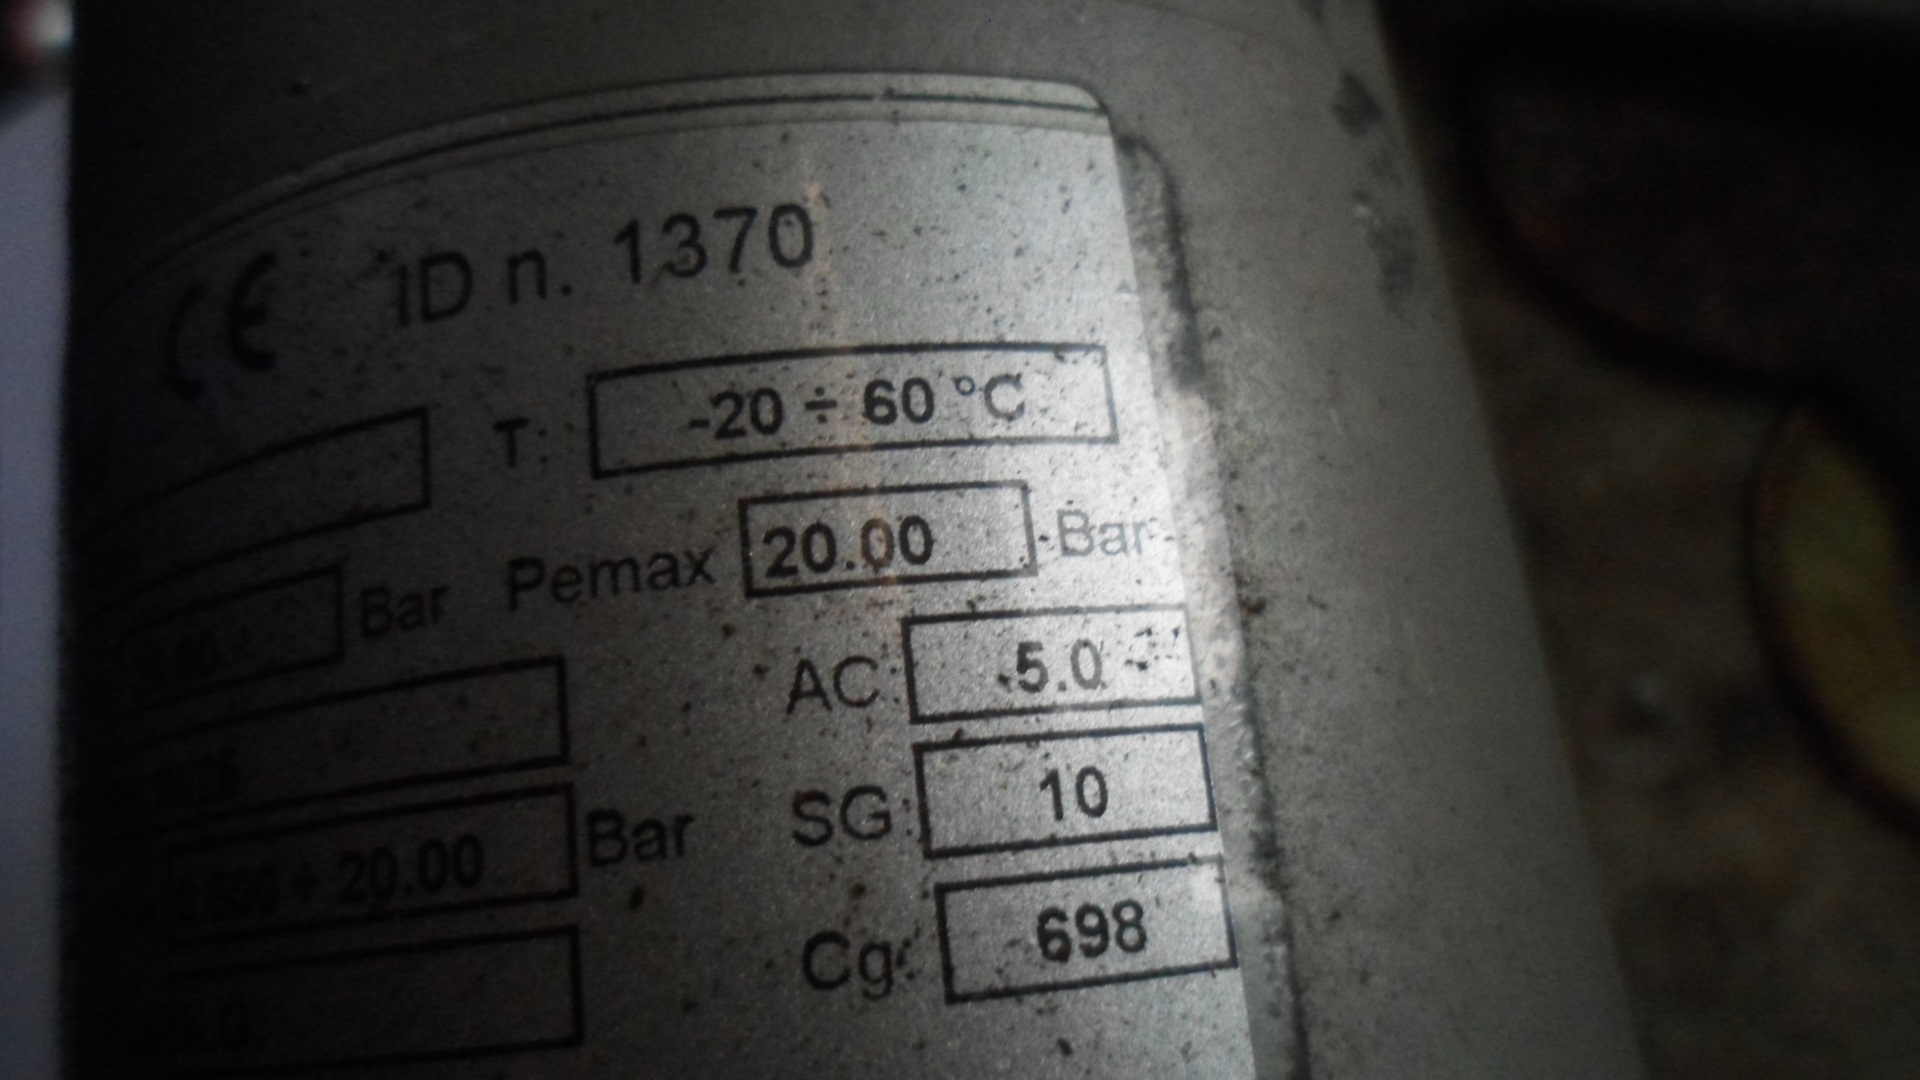 CE ID n. 1370
T: -20 ÷ 60 °C
Bar Pemax 20.00 Bar
AC: 5.0
÷ 20.00 Bar SG: 10
Cg: 698